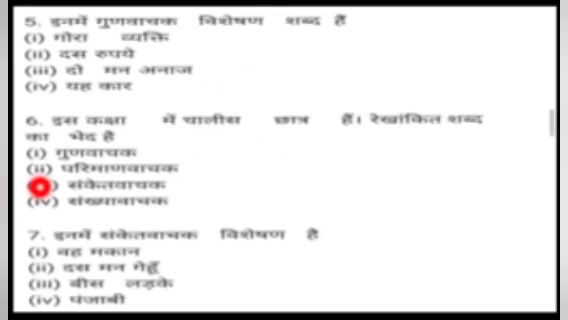 5. इनमें गुणवाचक विशेषण शब्द हैं
(i) गोरा व्यक्ति
(ii) दस रुपये
(iii) दो मन अनाज
(iv) यह कार
6. इस कक्षा में चालीस छात्र हैं। रेखांकित शब्द
का भेद है
(i) गुणवाचक
(ii) परिमाणवाचक
) संकेतवाचक
(iv) संख्यावाचक
7. इनमें संकेतवाचक विशेषण है
(i) वह मकान
(ii) दस मन गेहूँ
(iii) बीस लड़के
(iv) पंजाबी